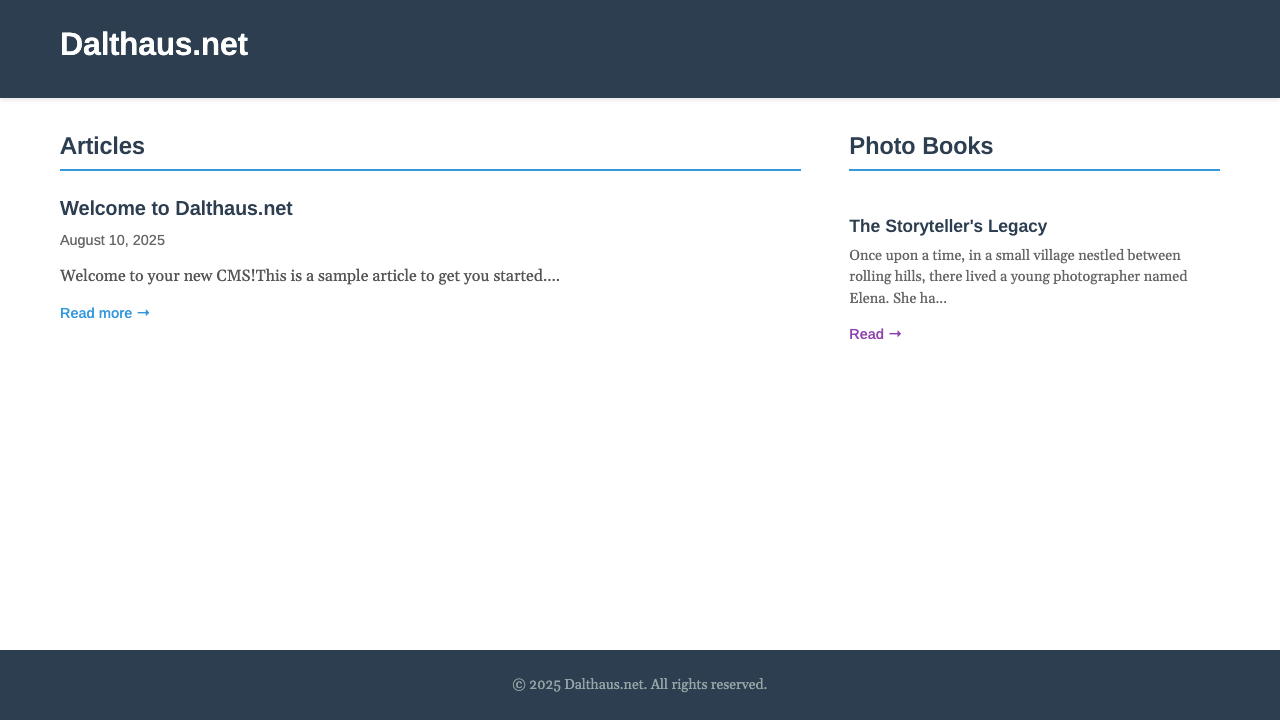 Dalthaus.net
Articles
Welcome to Dalthaus.net
August 10, 2025
Welcome to your new CMS!This is a sample article to get you started....
Read more →
Photo Books
The Storyteller's Legacy
Once upon a time, in a small village nestled between
rolling hills, there lived a young photographer named
Elena. She ha...
Read →
© 2025 Dalthaus.net. All rights reserved.